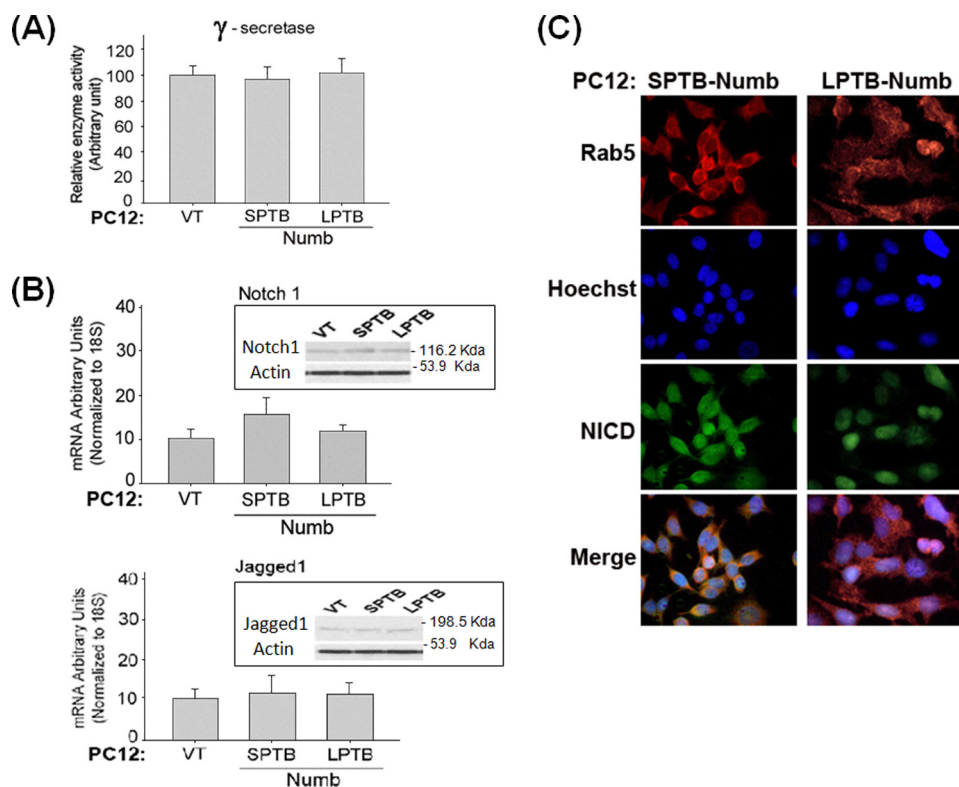 (A)
γ - secretase
Relative enzyme activity
(Arbitrary unit)
120
100
80
60
40
20
0
PC12:
VT
SPTB
LPTB
Numb
(B)
Notch 1
VT
SPTB
LPTB
Notch1
- 116.2 Kda
Actin
- 53.9 Kda
mRNA Arbitrary Units
(Normalized to 18S)
40
30
20
10
0
PC12:
VT
SPTB
LPTB
Numb
Jagged1
VT
SPTB
LPTB
Jagged1
- 198.5 Kda
Actin
- 53.9 Kda
mRNA Arbitrary Units
(Normalized to 18S)
40
30
20
10
0
PC12:
VT
SPTB
LPTB
Numb
(C)
PC12:
SPTB-Numb
LPTB-Numb
Rab5
Hoechst
NICD
Merge